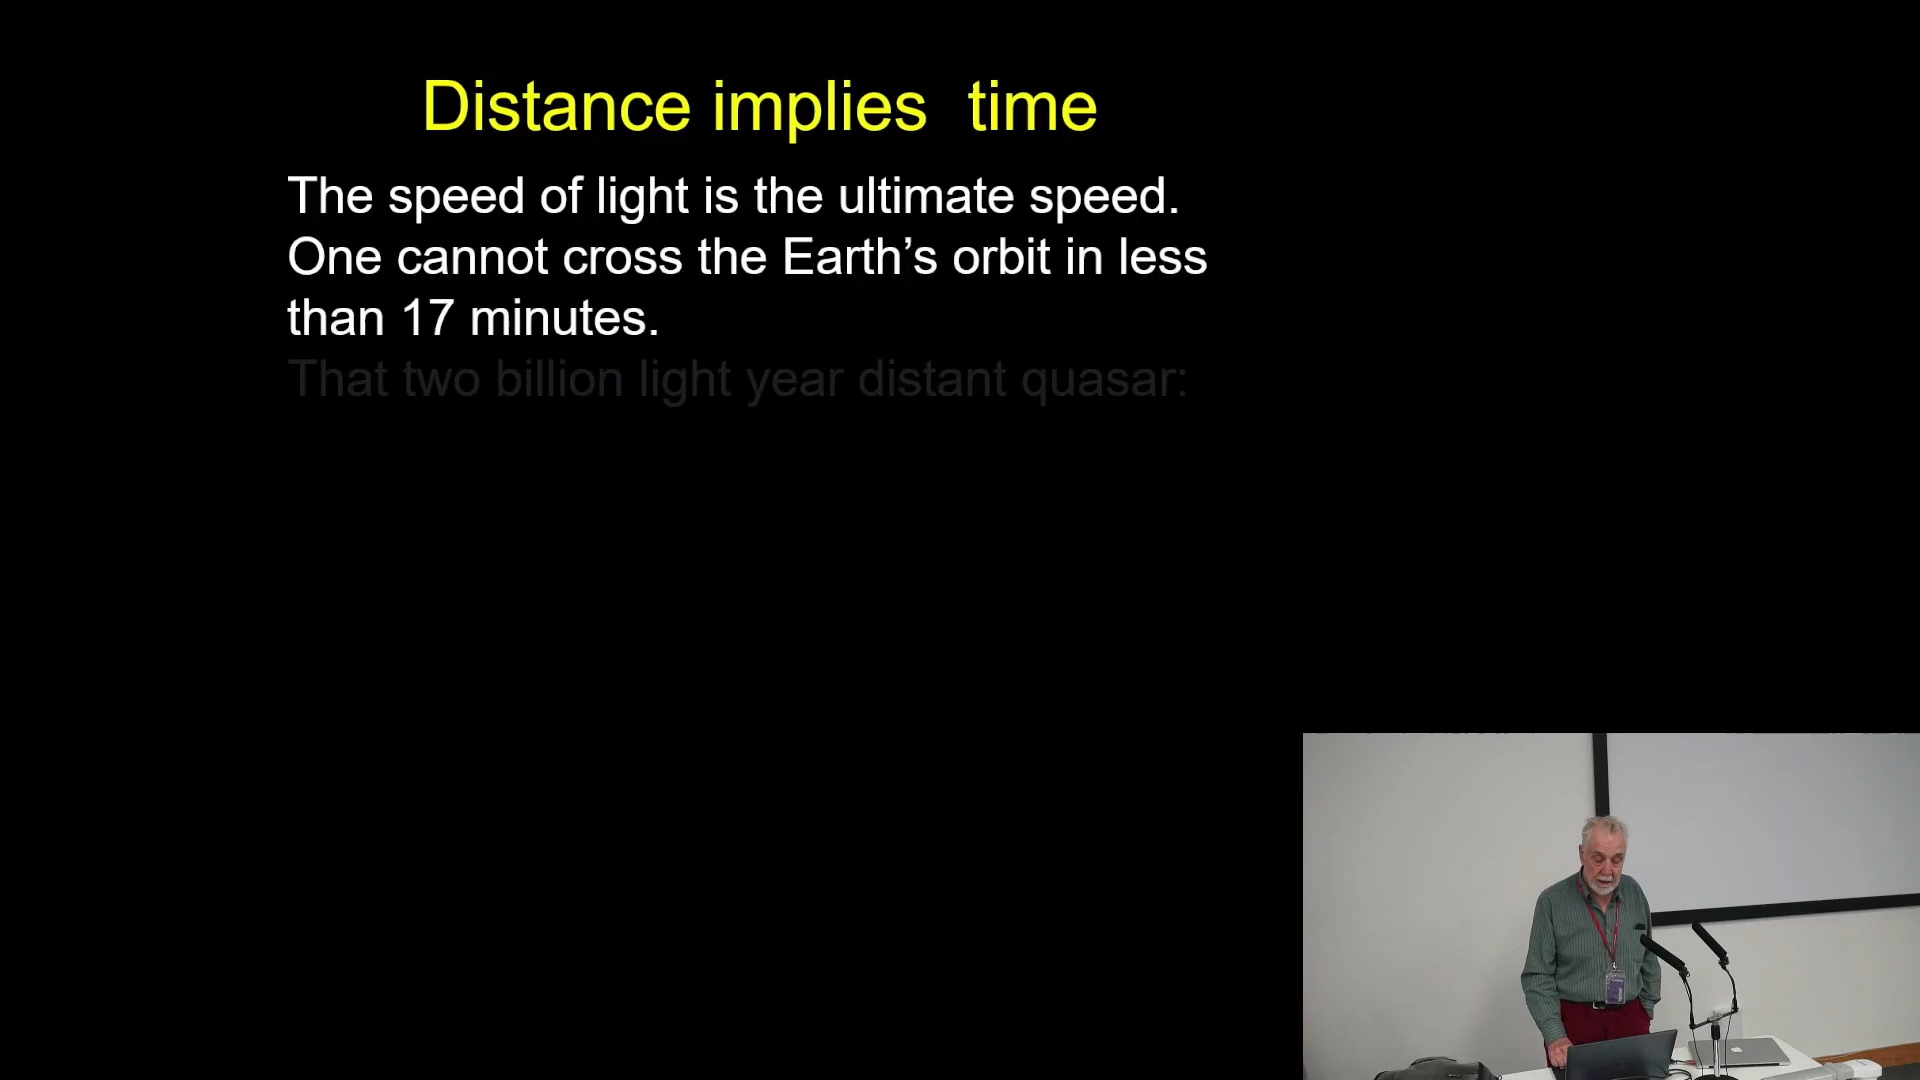 Distance implies  time
The speed of light is the ultimate speed.
One cannot cross the Earth’s orbit in less
than 17 minutes.
That two billion light year distant quasar: